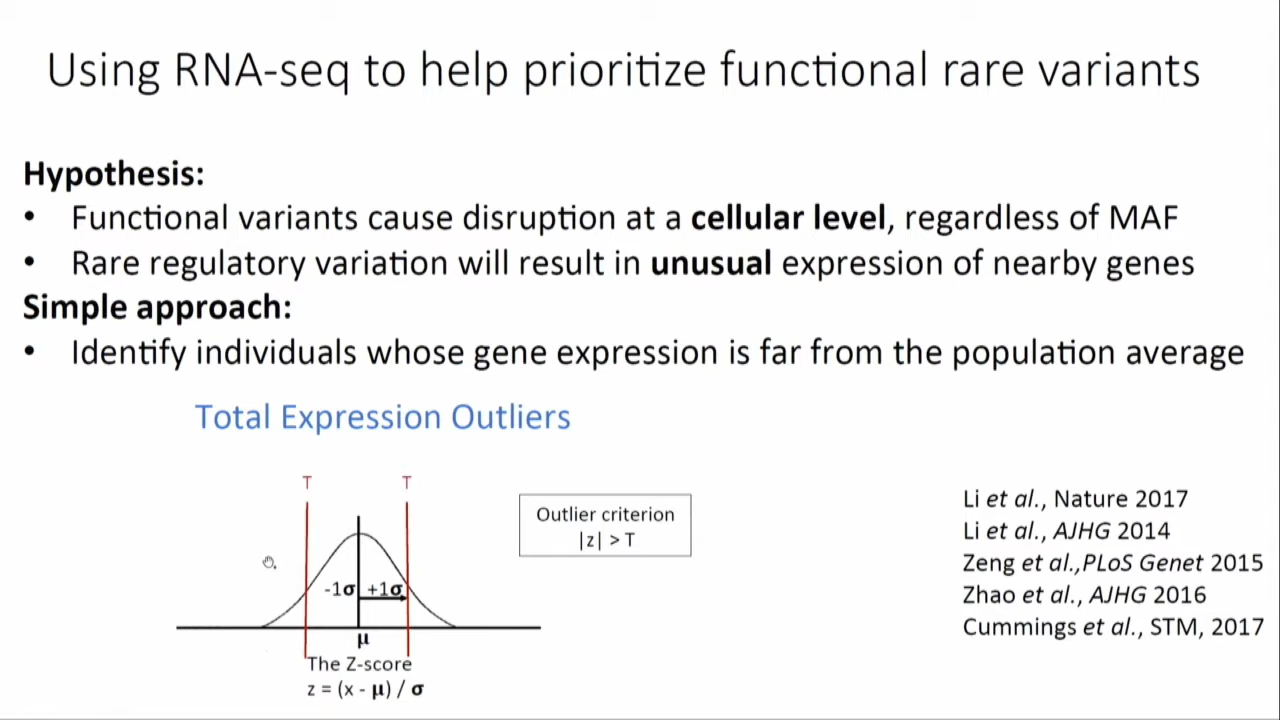 Using RNA-seq to help prioritize functional rare variants
Hypothesis:
• Functional variants cause disruption at a cellular level, regardless of MAF
• Rare regulatory variation will result in unusual expression of nearby genes
Simple approach:
• Identify individuals whose gene expression is far from the population average
Total Expression Outliers
T T
Outlier criterion
|z| > T
-1σ +1σ
μ
The Z-score
z = (x - μ) / σ
Li et al., Nature 2017
Li et al., AJHG 2014
Zeng et al.,PLoS Genet 2015
Zhao et al., AJHG 2016
Cummings et al., STM, 2017